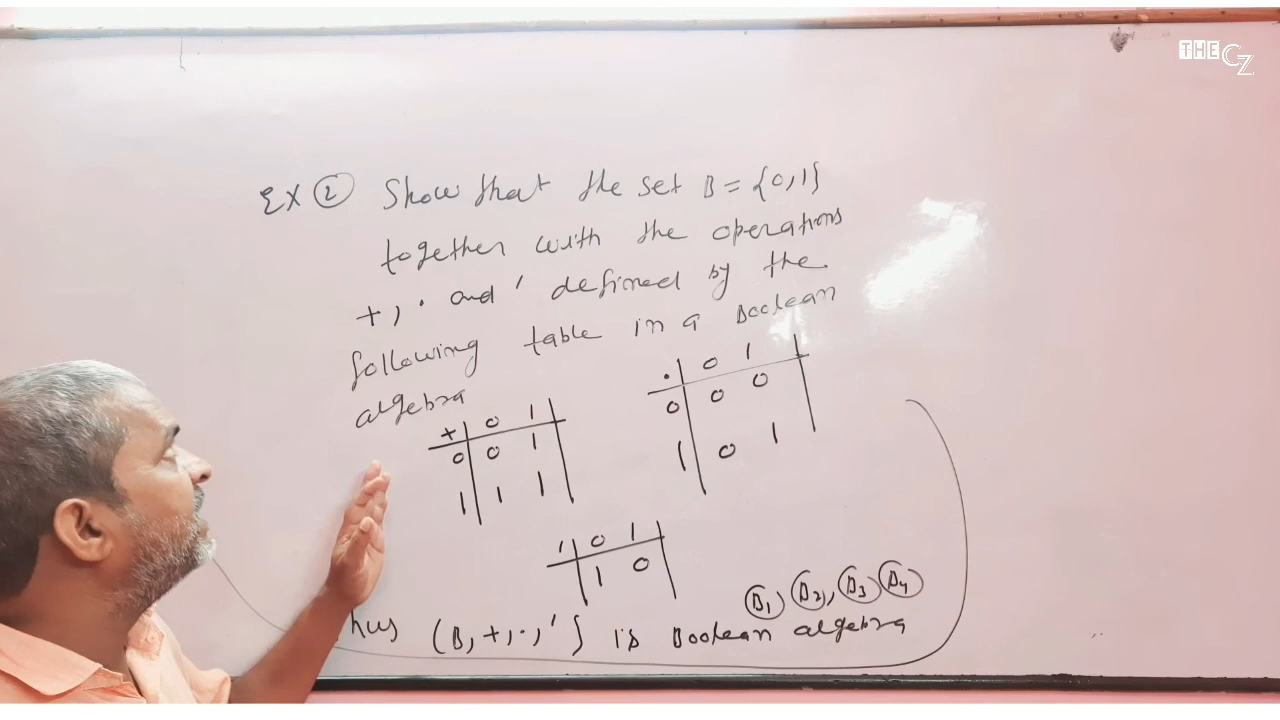 THE CZ
EX ② Show that the set B = {0,1}
together with the operations
+, · and ' defined by the
following table in a Boolean
algebra
+ | 0 1 |
0 | 0 1
1 | 1 1
· | 0 1 |
0 | 0 0
1 | 0 1
' | 0 1 |
| 1 0
B₁, B₂, B₃ B₄
hus (B, +, ·, '} is Boolean algebra